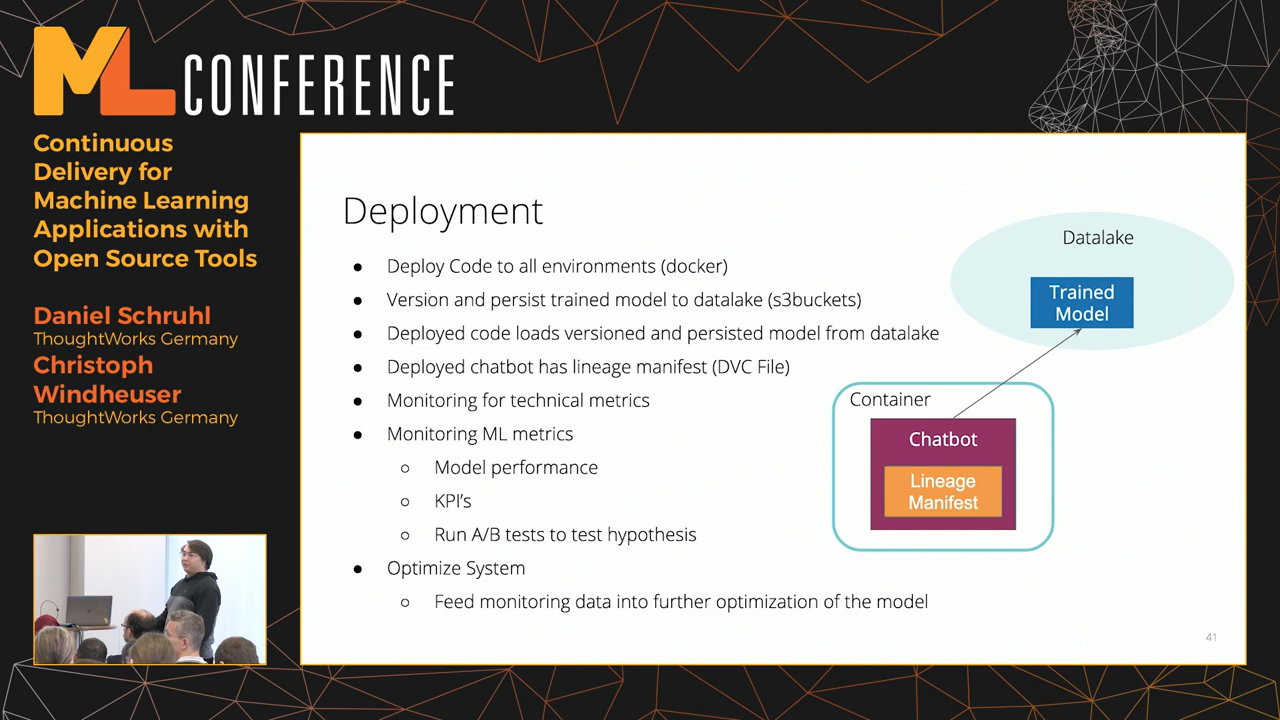 ML CONFERENCE
Continuous
Delivery for
Machine Learning
Applications with
Open Source Tools
Daniel Schruhl
ThoughtWorks Germany
Christoph
Windheuser
ThoughtWorks Germany
Deployment
● Deploy Code to all environments (docker)
● Version and persist trained model to datalake (s3buckets)
● Deployed code loads versioned and persisted model from datalake
● Deployed chatbot has lineage manifest (DVC File)
● Monitoring for technical metrics
● Monitoring ML metrics
○ Model performance
○ KPI's
○ Run A/B tests to test hypothesis
● Optimize System
○ Feed monitoring data into further optimization of the model
Datalake
Trained
Model
Container
Chatbot
Lineage
Manifest
41